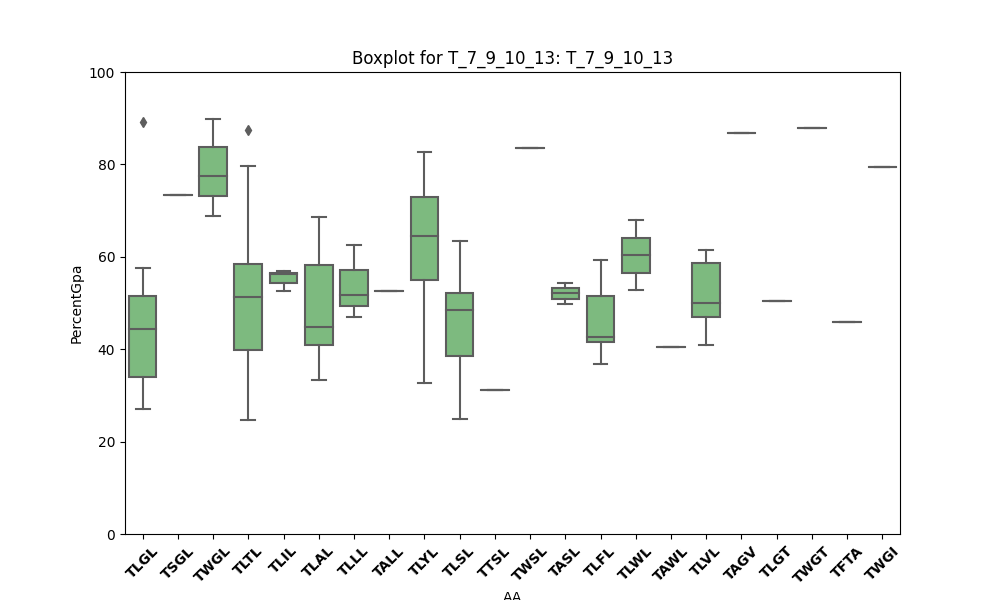 Boxplot for T_7_9_10_13: T_7_9_10_13
100
80
60
40
20
0
PercentGpa
TLGL TSGL TWGL TLTL TLIL TLAL TLLL TALL TLYL TLSL TTSL TWSL TASL TLFL TLWL TAWL TLVL TAGV TLGT TWGT TFTA TWGI
AA